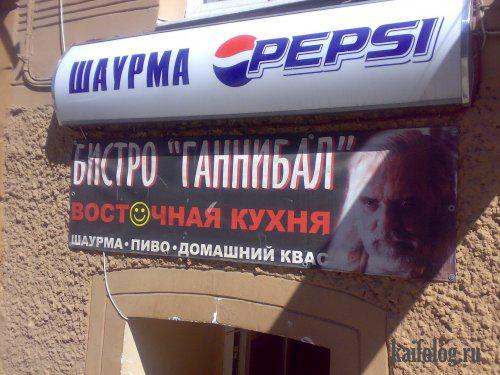 ШАУРМА PEPSI
БИСТРО "ГАННИБАЛ"
ВОСТОЧНАЯ КУХНЯ
ШАУРМА · ПИВО · ДОМАШНИЙ КВАС
kaifolog.ru